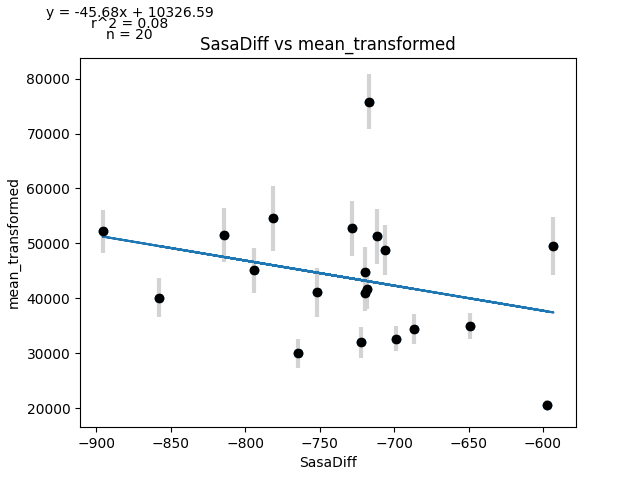 y = -45.68x + 10326.59
r^2 = 0.08
n = 20
SasaDiff vs mean_transformed
80000
70000
60000
50000
40000
30000
20000
mean_transformed
−900
−850
−800
−750
−700
−650
−600
SasaDiff